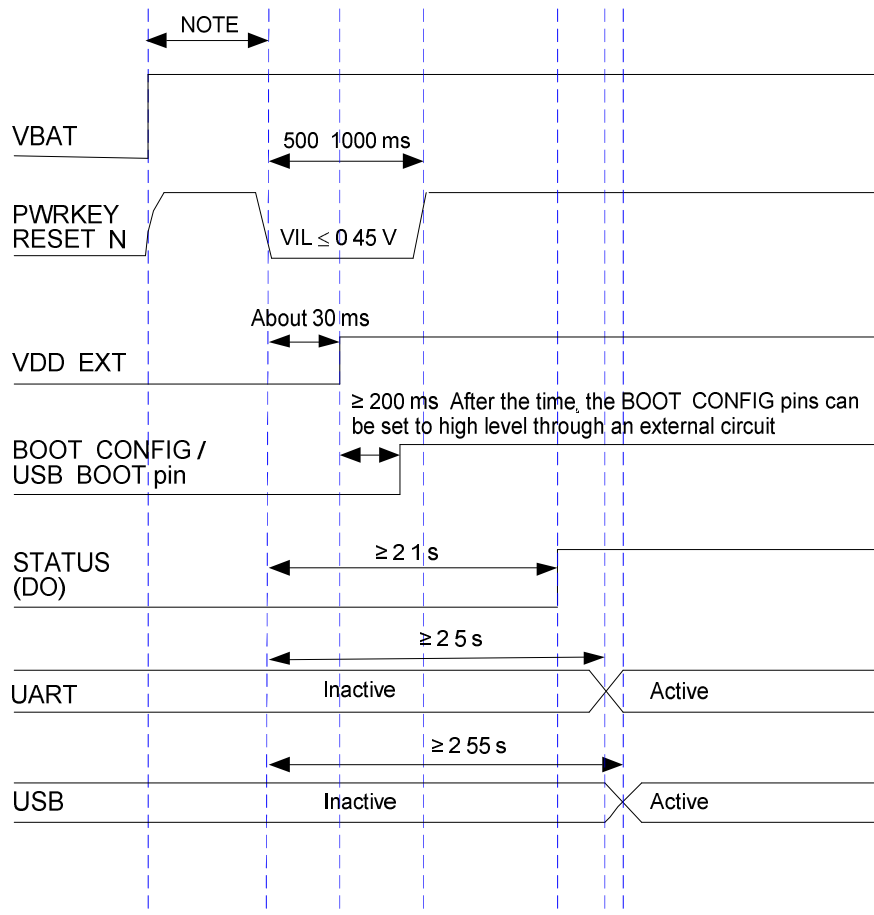 NOTE
VBAT
500 1000 ms
PWRKEY
RESET N
VIL ≤ 0 45 V
About 30 ms
VDD EXT
≥ 200 ms After the time, the BOOT CONFIG pins can
be set to high level through an external circuit
BOOT CONFIG /
USB BOOT pin
≥ 2 1 s
STATUS
(DO)
≥ 2 5 s
UART
Inactive
Active
≥ 2 55 s
USB
Inactive
Active